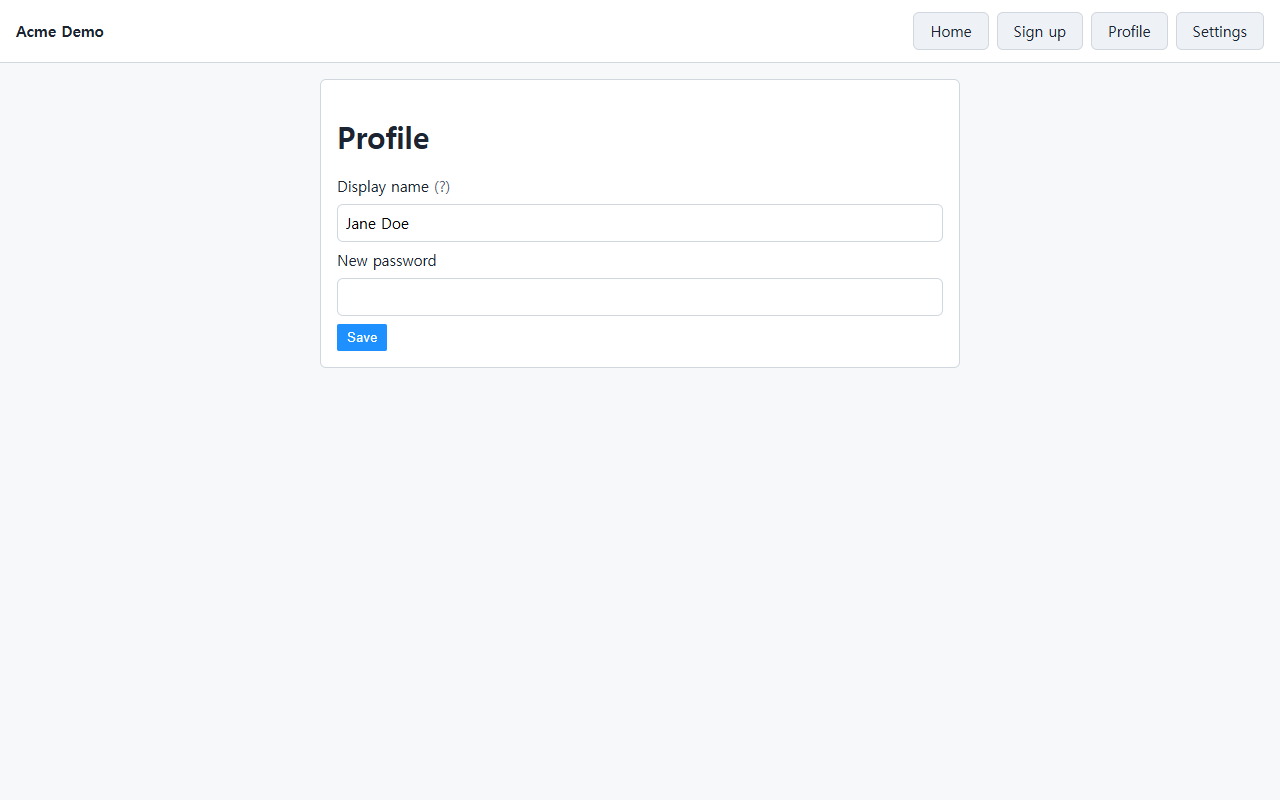 Acme Demo
Home
Sign up
Profile
Settings
Profile
Display name (?)
Jane Doe
New password
Save